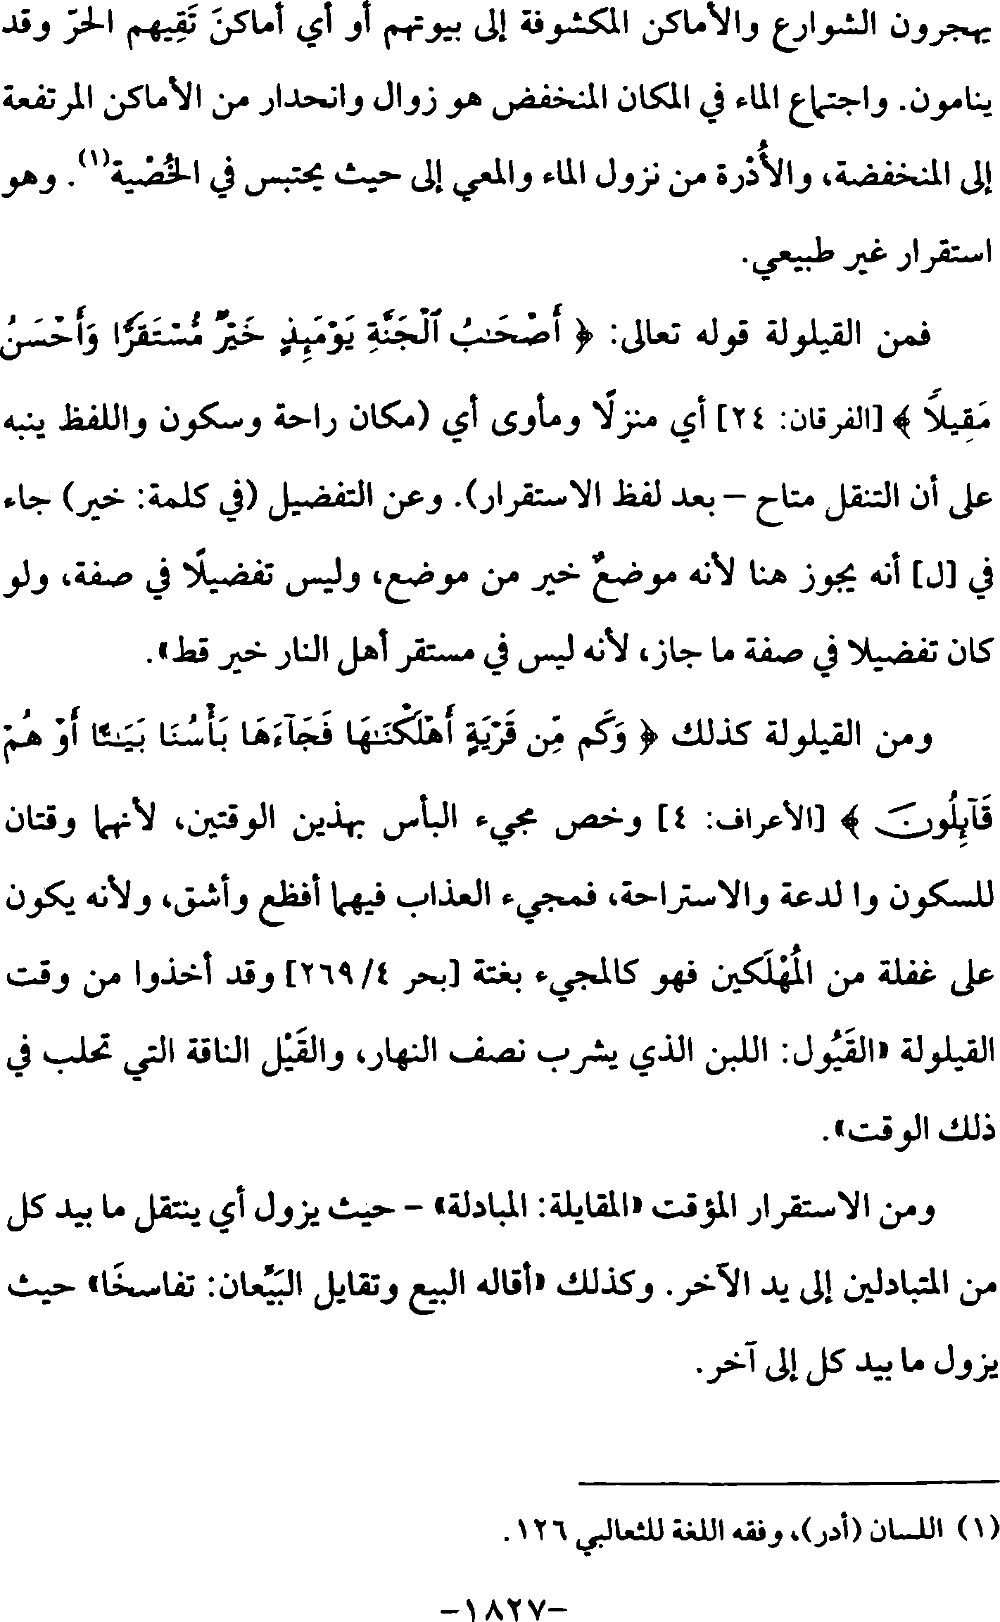 يهجرون الشوارع والأماكن المكشوفة إلى بيوتهم أو أي أماكنَ تَقِيهم الحرّ وقد
ينامون. واجتماع الماء في المكان المنخفض هو زوال وانحدار من الأماكن المرتفعة
إلى المنخفضة، والأُدْرة من نزول الماء والمعي إلى حيث يحتبس في الخُصْية(١). وهو
استقرار غير طبيعي.
فمن القيلولة قوله تعالى: ﴿ أَصْحَـٰبُ ٱلْجَنَّةِ يَوْمَئِذٍ خَيْرٌ مُّسْتَقَرًّا وَأَحْسَنُ
مَقِيلاً ﴾ [الفرقان: ٢٤] أي منزلًا ومأوى أي (مكان راحة وسكون واللفظ ينبه
على أن التنقل متاح – بعد لفظ الاستقرار). وعن التفضيل (في كلمة: خير) جاء
في [ل] أنه يجوز هنا لأنه موضعٌ خير من موضع، وليس تفضيلًا في صفة، ولو
كان تفضيلا في صفة ما جاز، لأنه ليس في مستقر أهل النار خير قط».
ومن القيلولة كذلك ﴿ وَكَم مِّن قَرْيَةٍ أَهْلَكْنَـٰهَا فَجَآءَهَا بَأْسُنَا بَيَـٰتًا أَوْ هُمْ
قَآئِلُونَ ﴾ [الأعراف: ٤] وخص مجيء البأس بهذين الوقتين، لأنهما وقتان
للسكون وا لدعة والاستراحة، فمجيء العذاب فيهما أفظع وأشق، ولأنه يكون
على غفلة من المُهْلَكين فهو كالمجيء بغتة [بحر ٤/ ٢٦٩] وقد أخذوا من وقت
القيلولة «القَيُول: اللبن الذي يشرب نصف النهار، والقَيْل الناقة التي تحلب في
ذلك الوقت».
ومن الاستقرار المؤقت «المقايلة: المبادلة» – حيث يزول أي ينتقل ما بيد كل
من المتبادلين إلى يد الآخر. وكذلك «أقاله البيع وتقايل البَيِّعان: تفاسخَا» حيث
يزول ما بيد كل إلى آخر.
(١) اللسان (أدر)، وفقه اللغة للثعالبي ١٢٦.
–١٨٢٧–